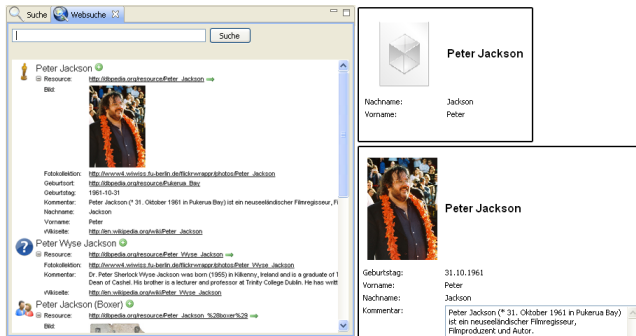 Suche
Websuche
Suche
Peter Jackson
Resource: http://dbpedia.org/resource/Peter_Jackson
Bild:
Fotokollektion: http://www4.wiwiss.fu-berlin.de/flickrwrappr/photos/Peter_Jackson
Geburtsort: http://dbpedia.org/resource/Pukerua_Bay
Geburtstag: 1961-10-31
Kommentar: Peter Jackson (* 31. Oktober 1961 in Pukerua Bay) ist ein neuseeländischer Filmregisseur,
Nachname: Jackson
Vorname: Peter
Wikiseite: http://en.wikipedia.org/wiki/Peter_Jackson
Peter Wyse Jackson
Resource: http://dbpedia.org/resource/Peter_Wyse_Jackson
Fotokollektion: http://www4.wiwiss.fu-berlin.de/flickrwrappr/photos/Peter_Wyse_Jackson
Kommentar: Dr. Peter Sherlock Wyse Jackson was born (1955) in Kilkenny, Ireland and is a graduate of
Dean of Cashel. His brother is a lecturer and professor at Trinity College Dublin. He has
Wikiseite: http://en.wikipedia.org/wiki/Peter_Wyse_Jackson
Peter Jackson (Boxer)
Resource: http://dbpedia.org/resource/Peter_Jackson_%28boxer%29
Bild:
Peter Jackson
Nachname: Jackson
Vorname: Peter
Peter Jackson
Geburtstag: 31.10.1961
Vorname: Peter
Nachname: Jackson
Kommentar: Peter Jackson (* 31. Oktober 1961 in Pukerua Bay)
ist ein neuseeländischer Filmregisseur,
Filmproduzent und Autor.